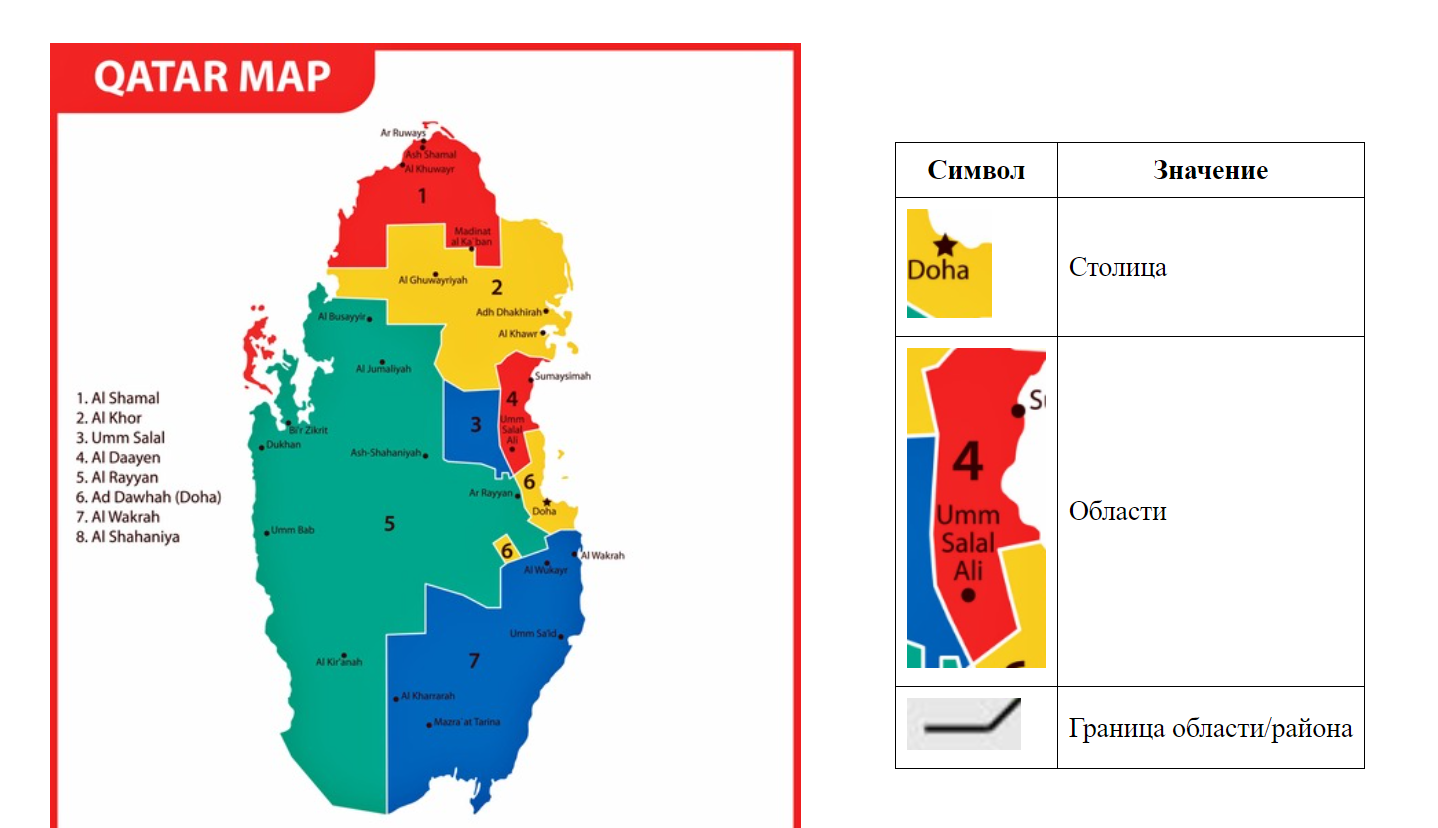 QATAR MAP
Ar Ruways
Ash Shamal
Al Khuwayr
1
Madinat
al Ka`ban
Al Ghuwayriyah
2
Adh Dhakhirah
Al Busayyir
Al Khawr
Al Jumaliyah
Sumaysimah
1. Al Shamal
2. Al Khor
3. Umm Salal
4. Al Daayen
5. Al Rayyan
6. Ad Dawhah (Doha)
7. Al Wakrah
8. Al Shahaniya
4
3
Umm
Salal
Ali
Bi'r Zikrit
Dukhan
Ash-Shahaniyah
6
Ar Rayyan
Doha
5
Umm Bab
6
Al Wakrah
Al Wukayr
Umm Sa'id
7
Al Kir'anah
Al Kharrarah
Mazra`at Tarina
Символ Значение
Doha
Столица
4
Umm
Salal
Ali
Области
Граница области/района